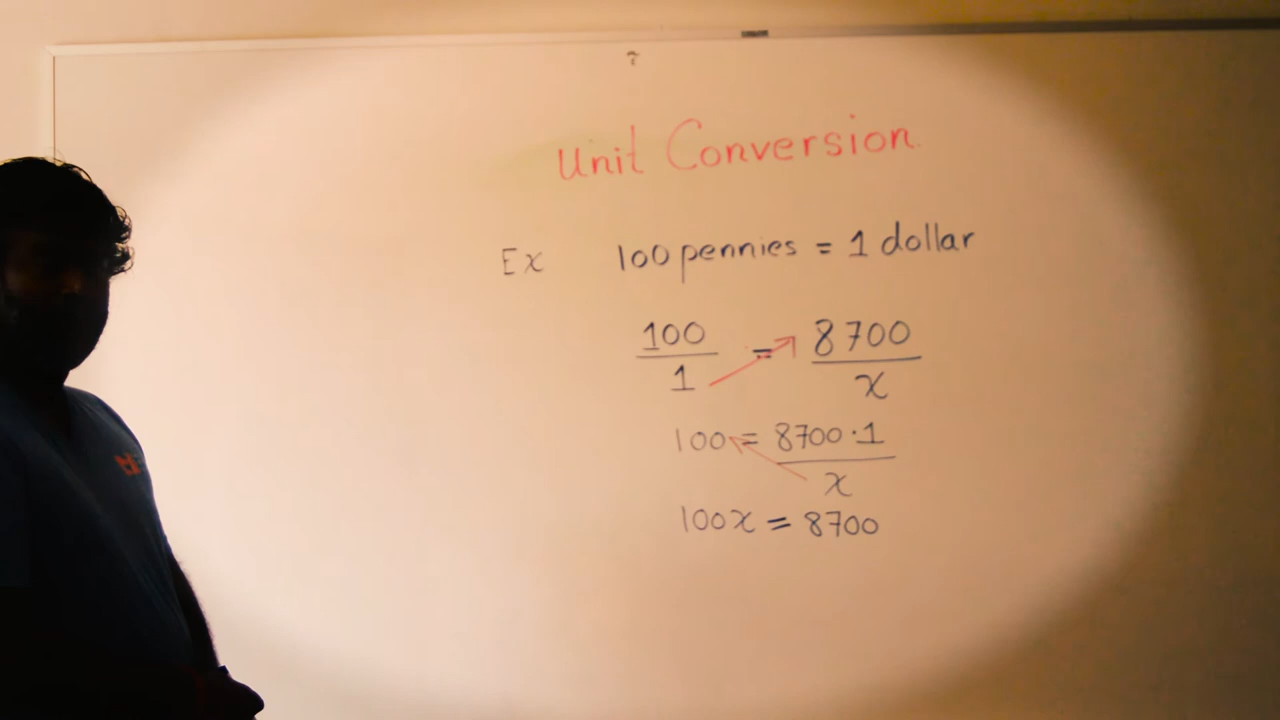 Unit Conversion
Ex 100 pennies = 1 dollar
100/1 = 8700/x
100 = 8700·1/x
100x = 8700